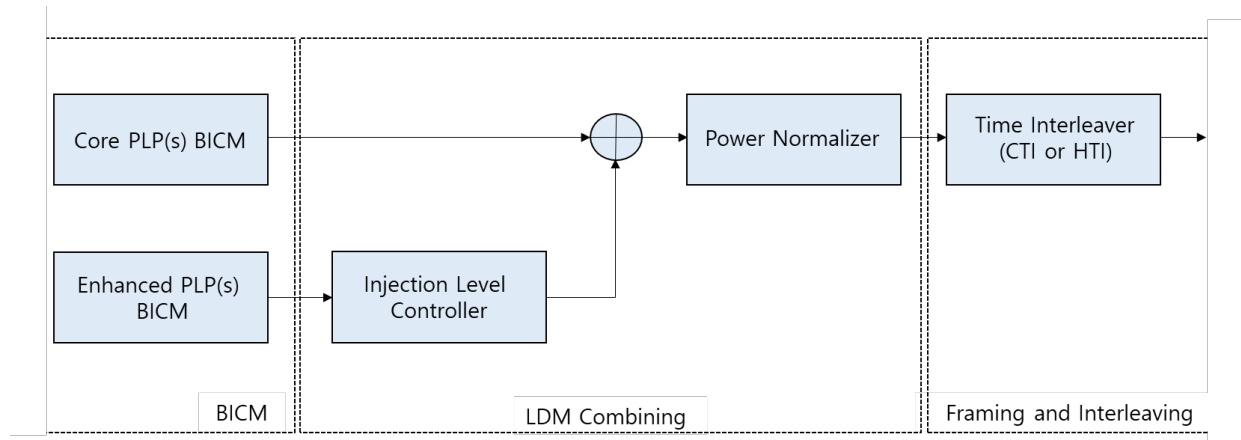 Core PLP(s) BICM
Power Normalizer
Time Interleaver
(CTI or HTI)
Enhanced PLP(s)
BICM
Injection Level
Controller
BICM
LDM Combining
Framing and Interleaving